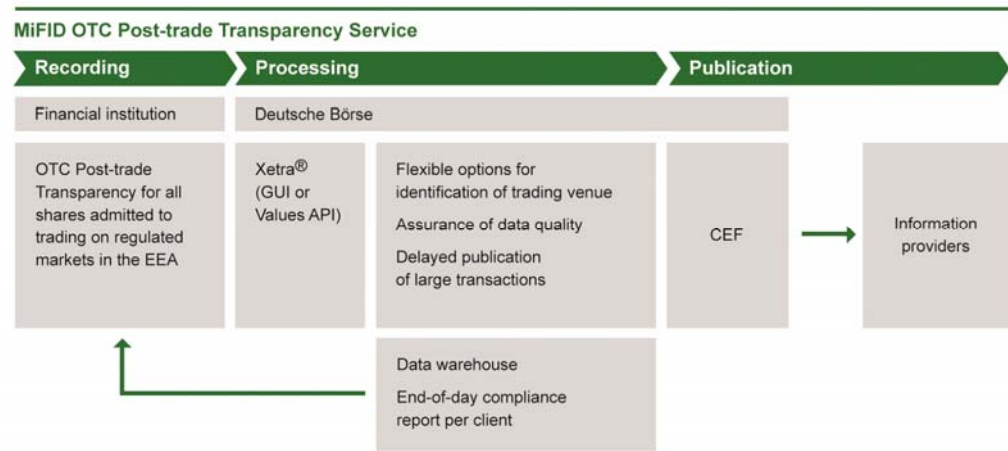 MiFID OTC Post-trade Transparency Service
Recording
Processing
Publication
Financial institution
Deutsche Börse
OTC Post-trade
Transparency for all
shares admitted to
trading on regulated
markets in the EEA
Xetra®
(GUI or
Values API)
Flexible options for
identification of trading venue
Assurance of data quality
Delayed publication
of large transactions
CEF
Information
providers
Data warehouse
End-of-day compliance
report per client